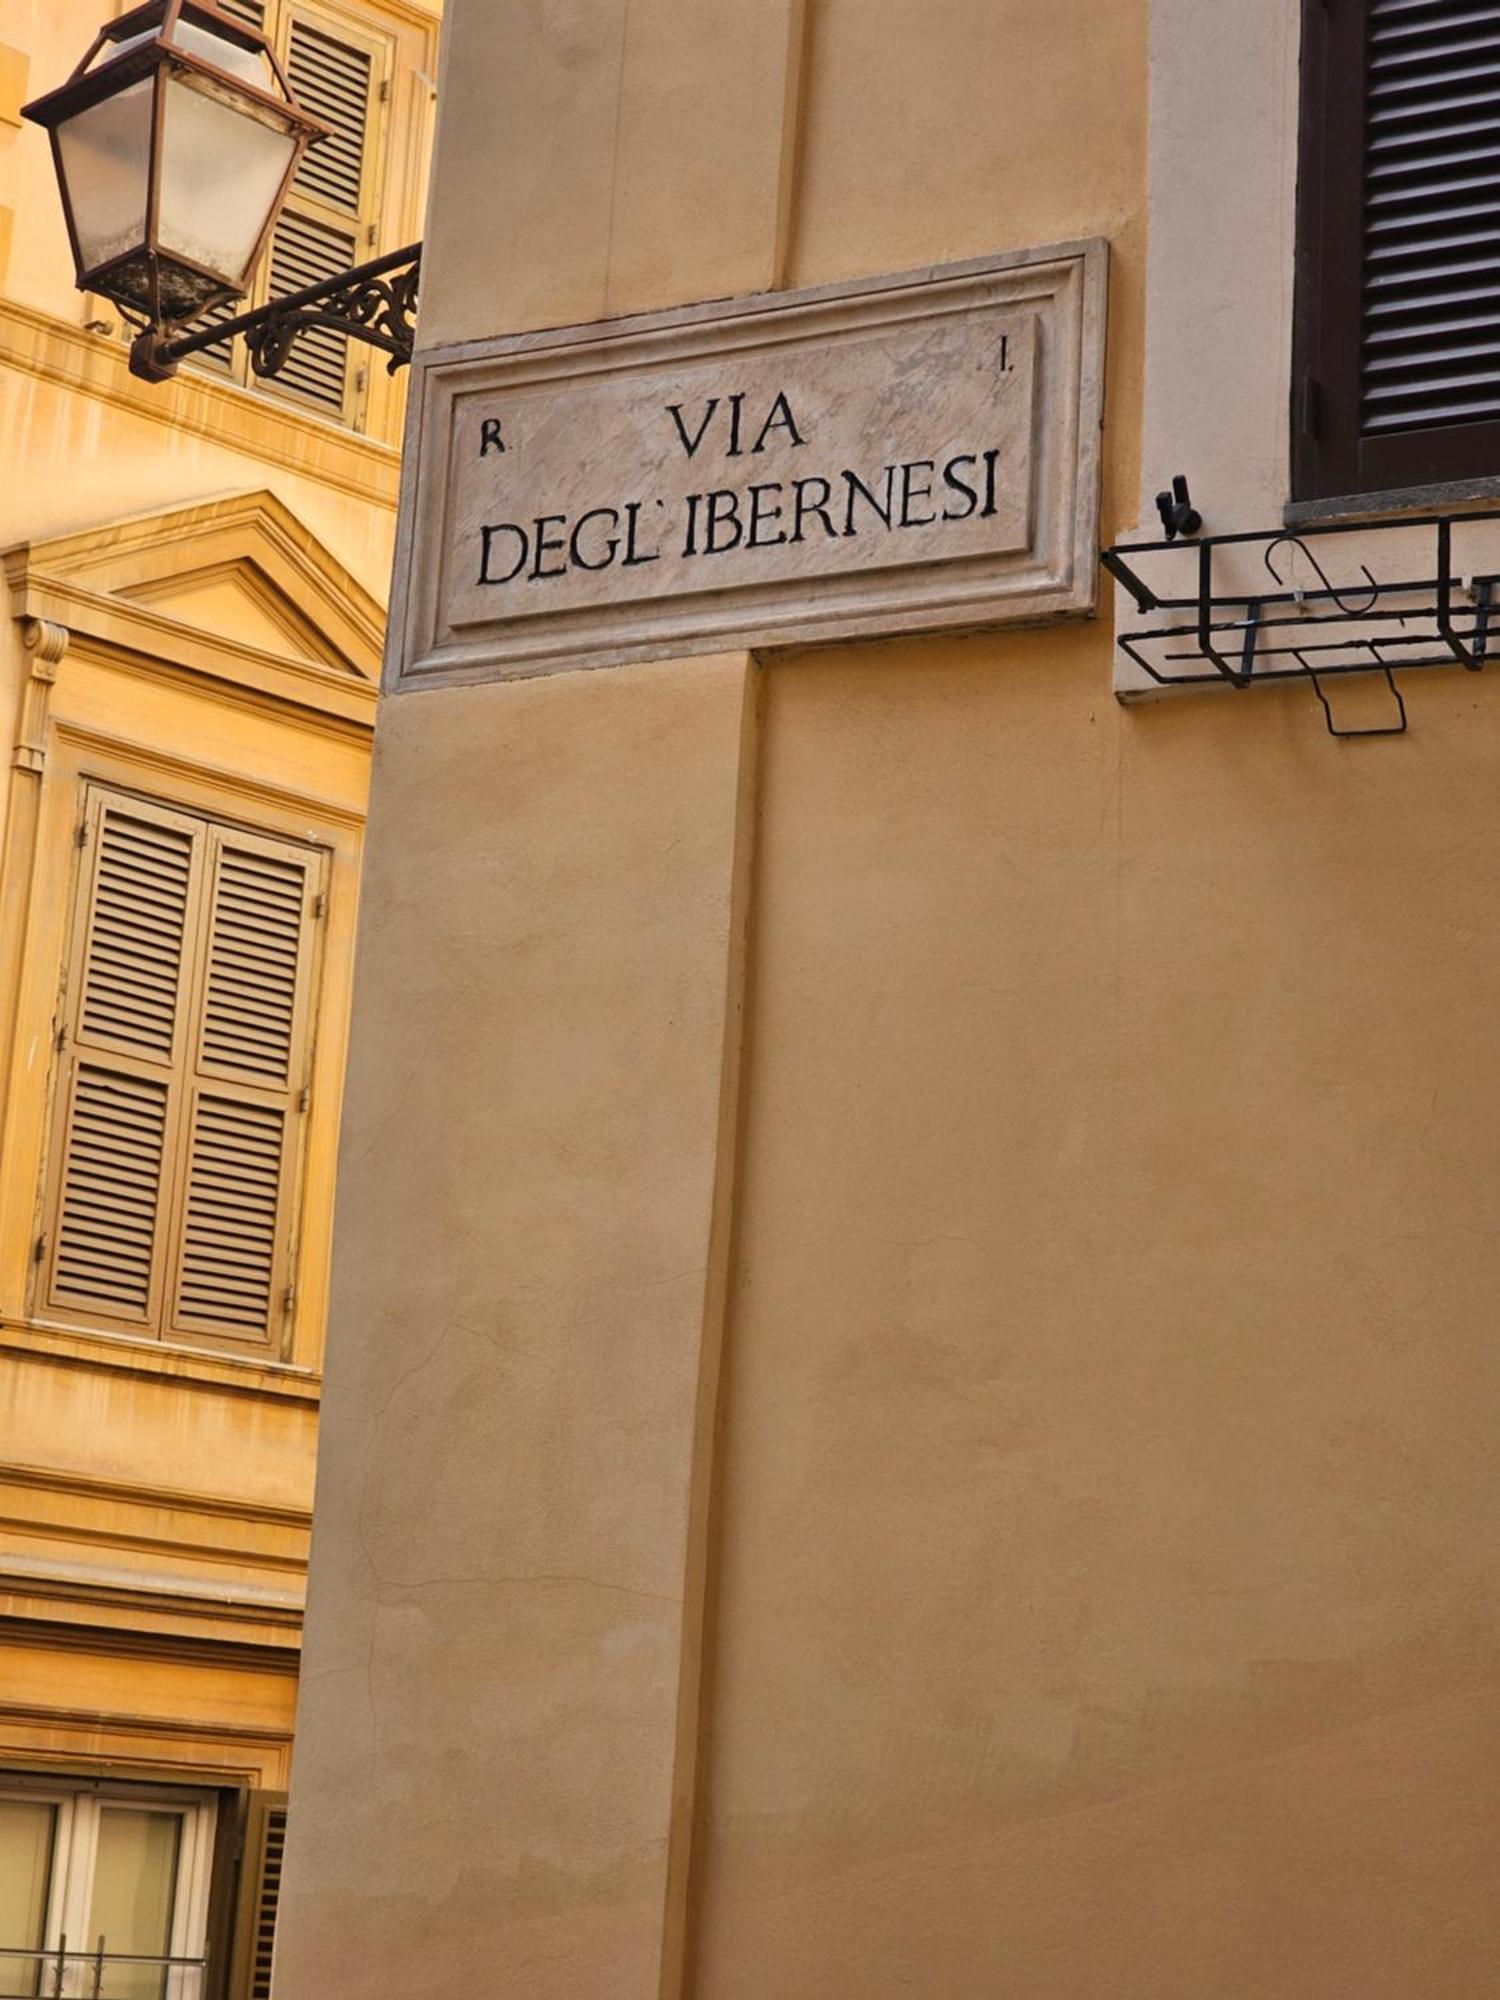 I.
R. VIA
DEGL' IBERNESI